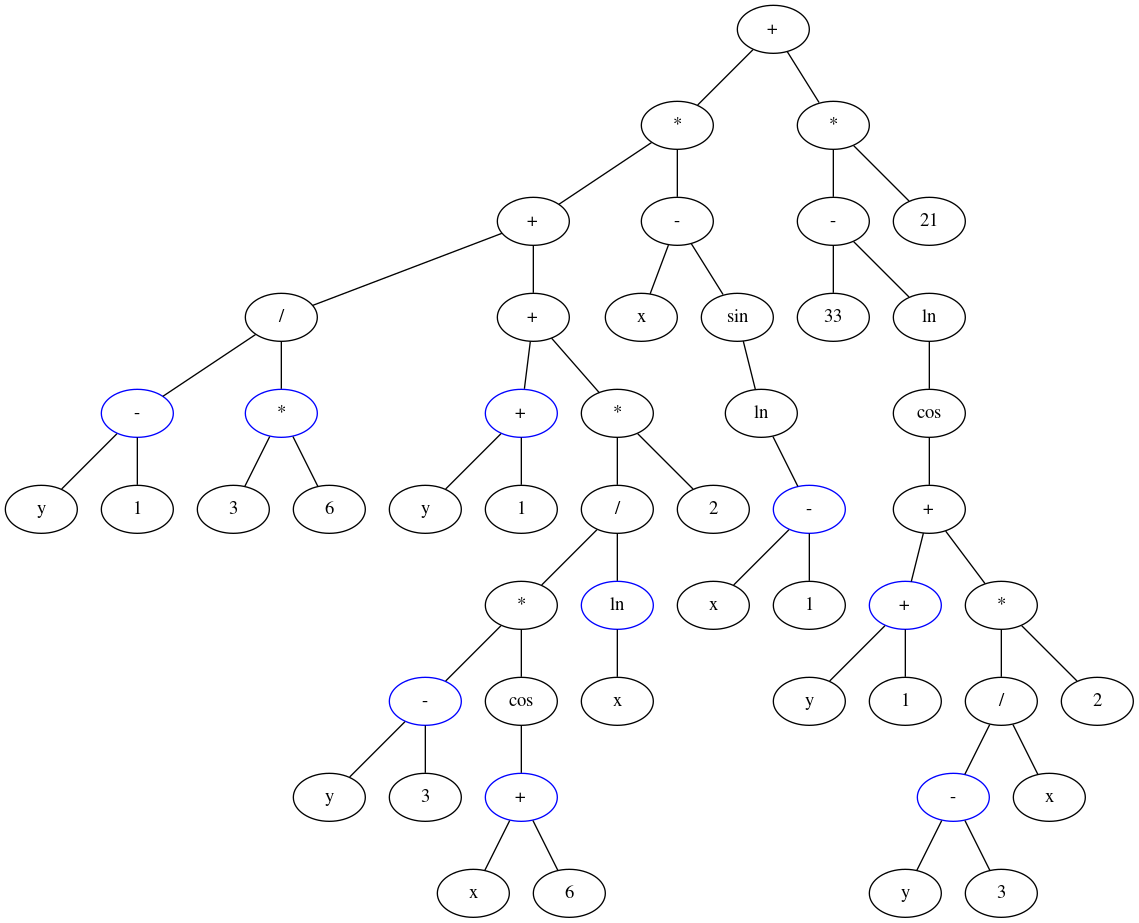 +
* *
+ - - 21
/ + x sin 33 ln
- * + * ln cos
y 1 3 6 y 1 / 2 - +
* ln x 1 + *
- cos x y 1 / 2
y 3 + - x
x 6 y 3